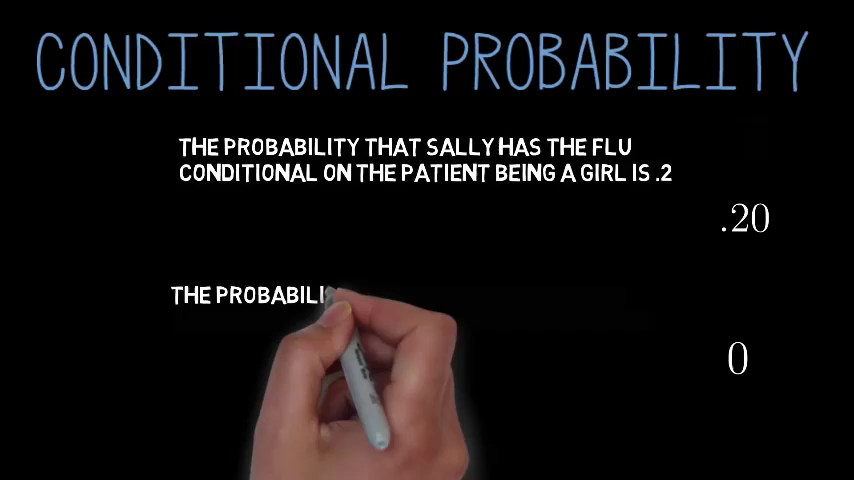 CONDITIONAL PROBABILITY
THE PROBABILITY THAT SALLY HAS THE FLU
CONDITIONAL ON THE PATIENT BEING A GIRL IS .2
.20
THE PROBABILI
0